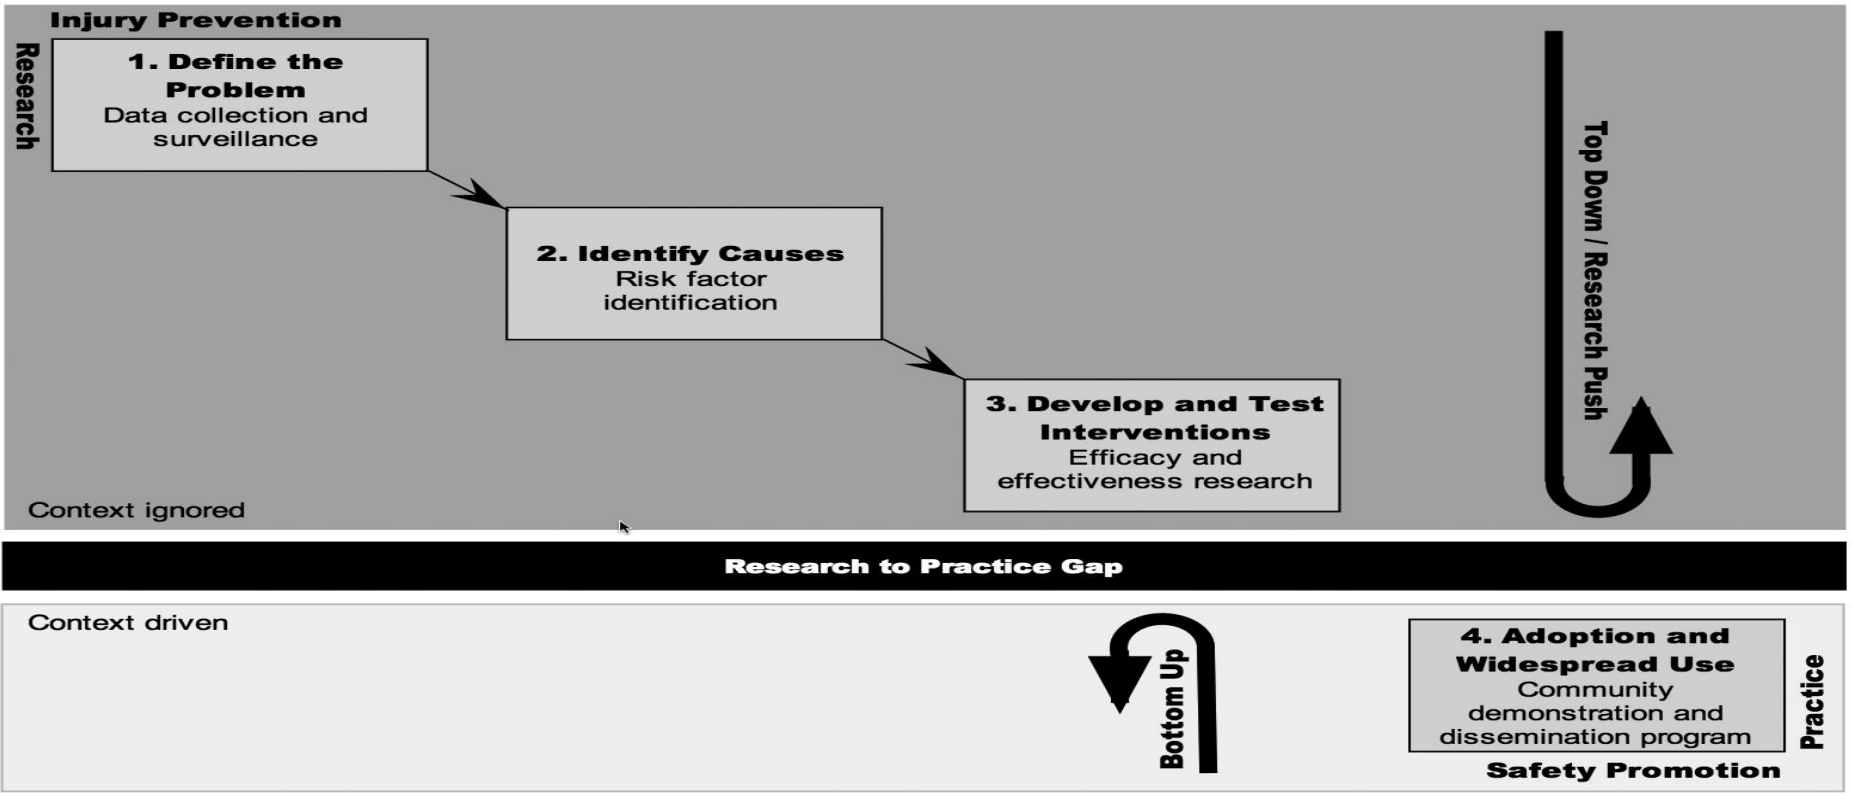 Injury Prevention
Research
1. Define the
Problem
Data collection and
surveillance
2. Identify Causes
Risk factor
identification
3. Develop and Test
Interventions
Efficacy and
effectiveness research
Top Down / Research Push
Context ignored
Research to Practice Gap
Context driven
Bottom Up
4. Adoption and
Widespread Use
Community
demonstration and
dissemination program
Practice
Safety Promotion